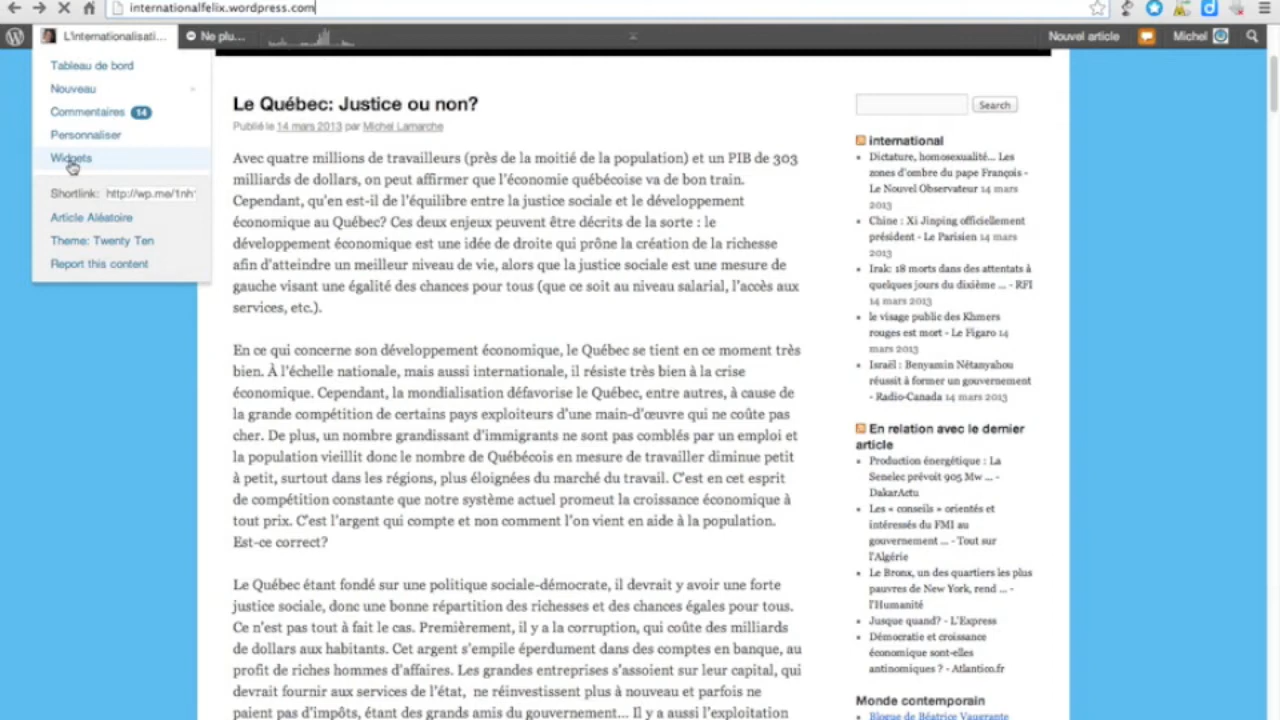 internationalfelix.wordpress.com
L'internationalisati...
Ne plu...
Nouvel article
Michel
Tableau de bord
Nouveau
Commentaires 14
Personnaliser
Widgets
Shortlink: http://wp.me/1nh
Article Aléatoire
Theme: Twenty Ten
Report this content
Le Québec: Justice ou non?
Publié le 14 mars 2013 par Michel Lamarche
Avec quatre millions de travailleurs (près de la moitié de la population) et un PIB de 303
milliards de dollars, on peut affirmer que l'économie québécoise va de bon train.
Cependant, qu'en est-il de l'équilibre entre la justice sociale et le développement
économique au Québec? Ces deux enjeux peuvent être décrits de la sorte : le
développement économique est une idée de droite qui prône la création de la richesse
afin d'atteindre un meilleur niveau de vie, alors que la justice sociale est une mesure de
gauche visant une égalité des chances pour tous (que ce soit au niveau salarial, l'accès aux
services, etc.).
En ce qui concerne son développement économique, le Québec se tient en ce moment très
bien. À l'échelle nationale, mais aussi internationale, il résiste très bien à la crise
économique. Cependant, la mondialisation défavorise le Québec, entre autres, à cause de
la grande compétition de certains pays exploiteurs d'une main-d'œuvre qui ne coûte pas
cher. De plus, un nombre grandissant d'immigrants ne sont pas comblés par un emploi et
la population vieillit donc le nombre de Québécois en mesure de travailler diminue petit
à petit, surtout dans les régions, plus éloignées du marché du travail. C'est en cet esprit
de compétition constante que notre système actuel promeut la croissance économique à
tout prix. C'est l'argent qui compte et non comment l'on vient en aide à la population.
Est-ce correct?
Le Québec étant fondé sur une politique sociale-démocrate, il devrait y avoir une forte
justice sociale, donc une bonne répartition des richesses et des chances égales pour tous.
Ce n'est pas tout à fait le cas. Premièrement, il y a la corruption, qui coûte des milliards
de dollars aux habitants. Cet argent s'empile éperdument dans des comptes en banque, au
profit de riches hommes d'affaires. Les grandes entreprises s'assoient sur leur capital, qui
devrait fournir aux services de l'état, ne réinvestissent plus à nouveau et parfois ne
paient pas d'impôts, étant des grands amis du gouvernement... Il y a aussi l'exploitation
Search
international
Dictature, homosexualité... Les
zones d'ombre du pape François -
Le Nouvel Observateur 14 mars
2013
Chine : Xi Jinping officiellement
président - Le Parisien 14 mars
2013
Irak: 18 morts dans des attentats à
quelques jours du dixième ... - RFI
14 mars 2013
le visage public des Khmers
rouges est mort - Le Figaro 14
mars 2013
Israël : Benyamin Nétanyahou
réussit à former un gouvernement
- Radio-Canada 14 mars 2013
En relation avec le dernier
article
Production énergétique : La
Senelec prévoit 905 Mw ... -
DakarActu
Les « conseils » orientés et
intéressés du FMI au
gouvernement ... - Tout sur
l'Algérie
Le Bronx, un des quartiers les plus
pauvres de New York, rend ... -
l'Humanité
Jusque quand? - L'Express
Démocratie et croissance
économique sont-elles
antinomiques ? - Atlantico.fr
Monde contemporain
Blogue de Béatrice Vaugrante